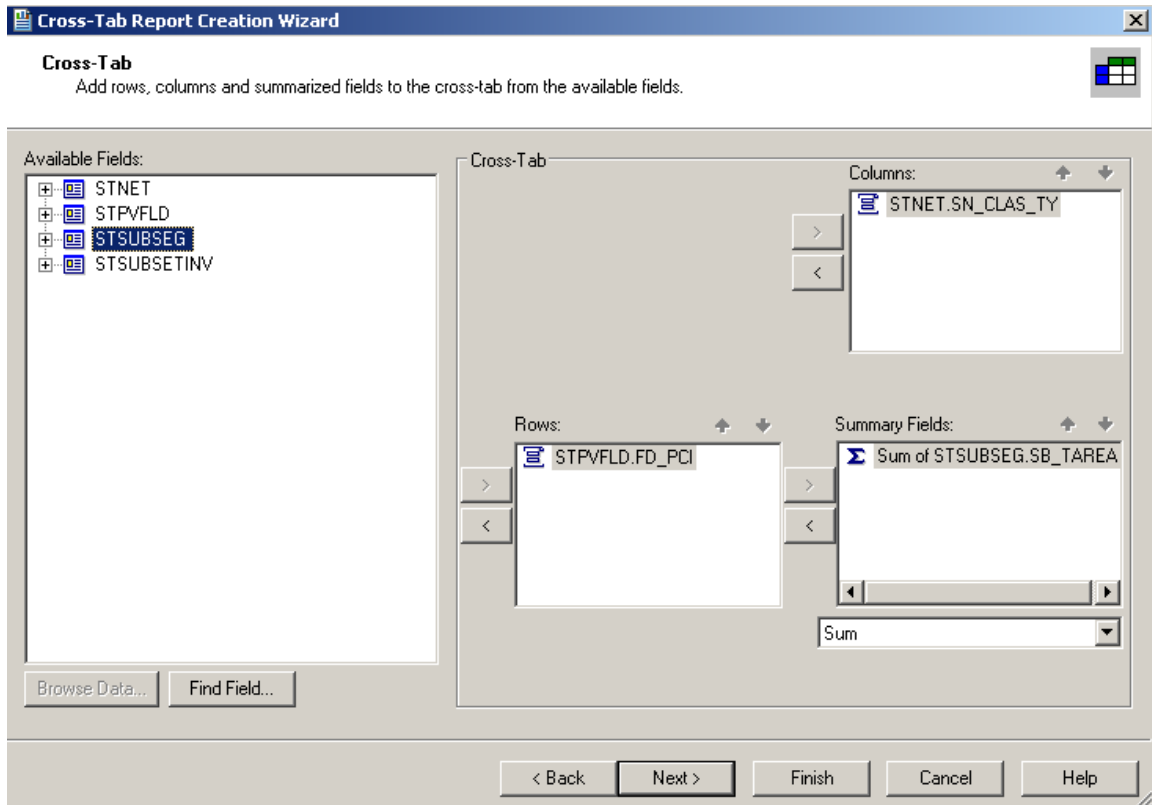 Cross-Tab Report Creation Wizard
Cross-Tab
Add rows, columns and summarized fields to the cross-tab from the available fields.
Available Fields:
STNET
STPVFLD
STSUBSEG
STSUBSETINV
Browse Data...
Find Field...
Cross-Tab
Columns:
STNET.SN_CLAS_TY
>
<
Rows:
STPVFLD.FD_PCI
>
<
Summary Fields:
Sum of STSUBSEG.SB_TAREA
>
<
Sum
< Back
Next >
Finish
Cancel
Help